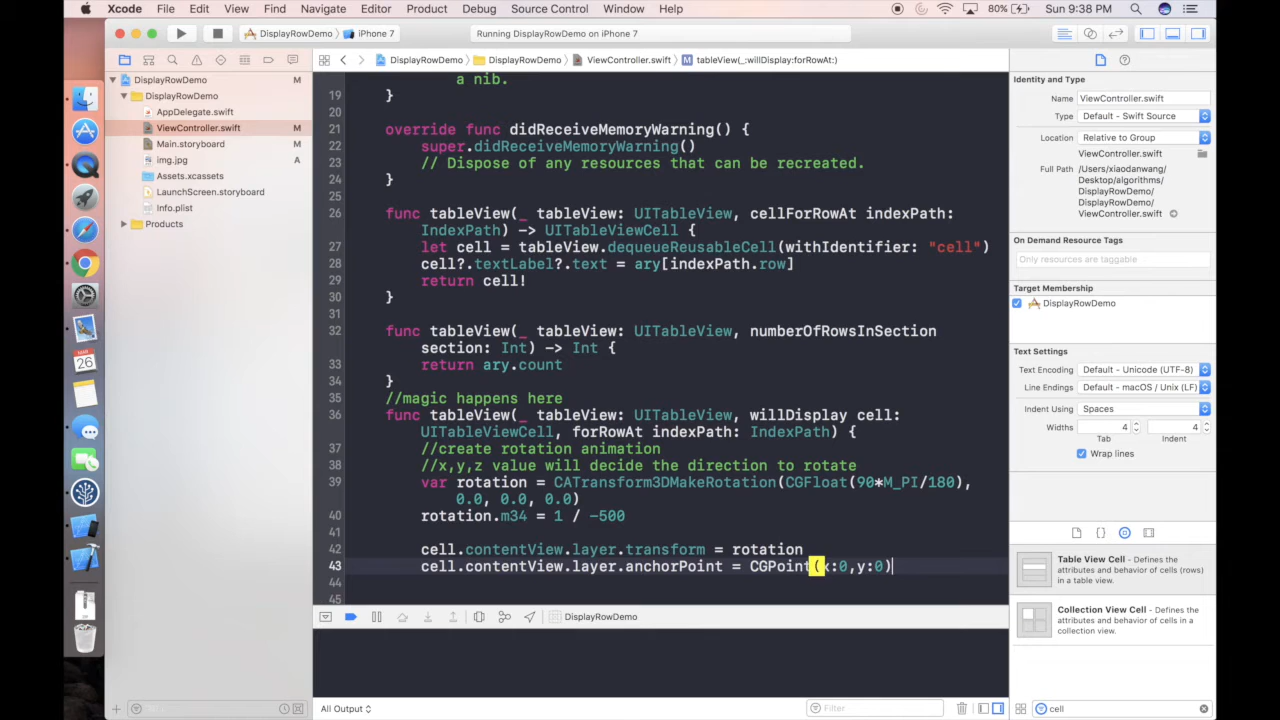 Xcode File Edit View Find Navigate Editor Product Debug Source Control Window Help 80% Sun 9:38 PM
DisplayRowDemo iPhone 7 Running DisplayRowDemo on iPhone 7
DisplayRowDemo DisplayRowDemo ViewController.swift M tableView(_:willDisplay:forRowAt:)
DisplayRowDemo M
DisplayRowDemo
AppDelegate.swift
ViewController.swift M
Main.storyboard M
img.jpg A
Assets.xcassets
LaunchScreen.storyboard
Info.plist
Products
MAR
26
a nib.
19 }
20
21 override func didReceiveMemoryWarning() {
22 super.didReceiveMemoryWarning()
23 // Dispose of any resources that can be recreated.
24 }
25
26 func tableView(_ tableView: UITableView, cellForRowAt indexPath:
IndexPath) -> UITableViewCell {
27 let cell = tableView.dequeueReusableCell(withIdentifier: "cell")
28 cell?.textLabel?.text = ary[indexPath.row]
29 return cell!
30 }
31
32 func tableView(_ tableView: UITableView, numberOfRowsInSection
section: Int) -> Int {
33 return ary.count
34 }
35 //magic happens here
36 func tableView(_ tableView: UITableView, willDisplay cell:
UITableViewCell, forRowAt indexPath: IndexPath) {
37 //create rotation animation
38 //x,y,z value will decide the direction to rotate
39 var rotation = CATransform3DMakeRotation(CGFloat(90*M_PI/180),
0.0, 0.0, 0.0)
40 rotation.m34 = 1 / -500
41
42 cell.contentView.layer.transform = rotation
43 cell.contentView.layer.anchorPoint = CGPoint(x:0,y:0)
44
45
DisplayRowDemo
All Output Filter
Identity and Type
Name ViewController.swift
Type Default - Swift Source
Location Relative to Group
ViewController.swift
Full Path /Users/xiaodanwang/
Desktop/algorithms/
DisplayRowDemo/
DisplayRowDemo/
ViewController.swift
On Demand Resource Tags
Only resources are taggable
Target Membership
DisplayRowDemo
Text Settings
Text Encoding Default - Unicode (UTF-8)
Line Endings Default - macOS / Unix (LF)
Indent Using Spaces
Widths 4 4
Tab Indent
Wrap lines
Table View Cell - Defines the
attributes and behavior of cells (rows)
in a table view.
Collection View Cell - Defines the
attributes and behavior of cells in a
collection view.
cell